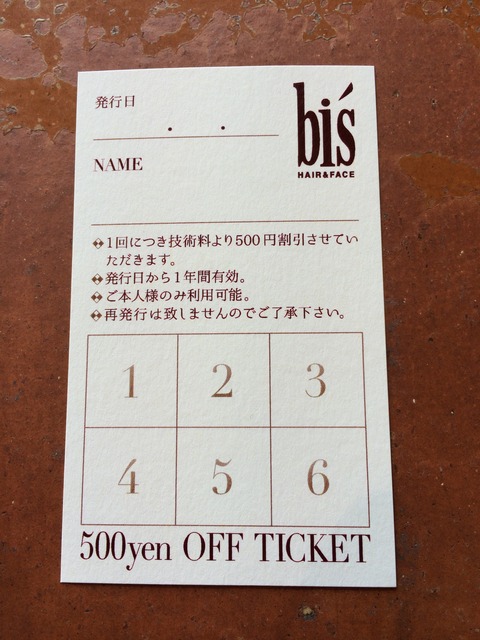 発行日
・ ・
bi's
HAIR&FACE
NAME
1回につき技術料より500円割引させてい
ただきます。
発行日から1年間有効。
ご本人様のみ利用可能。
再発行は致しませんのでご了承下さい。
1 2 3
4 5 6
500yen OFF TICKET